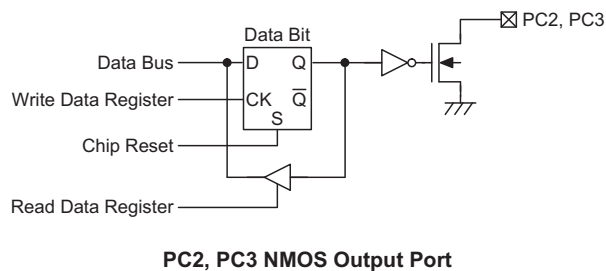 PC2, PC3
Data Bit
Data Bus
D Q
Write Data Register
CK Q̅
S
Chip Reset
Read Data Register
PC2, PC3 NMOS Output Port